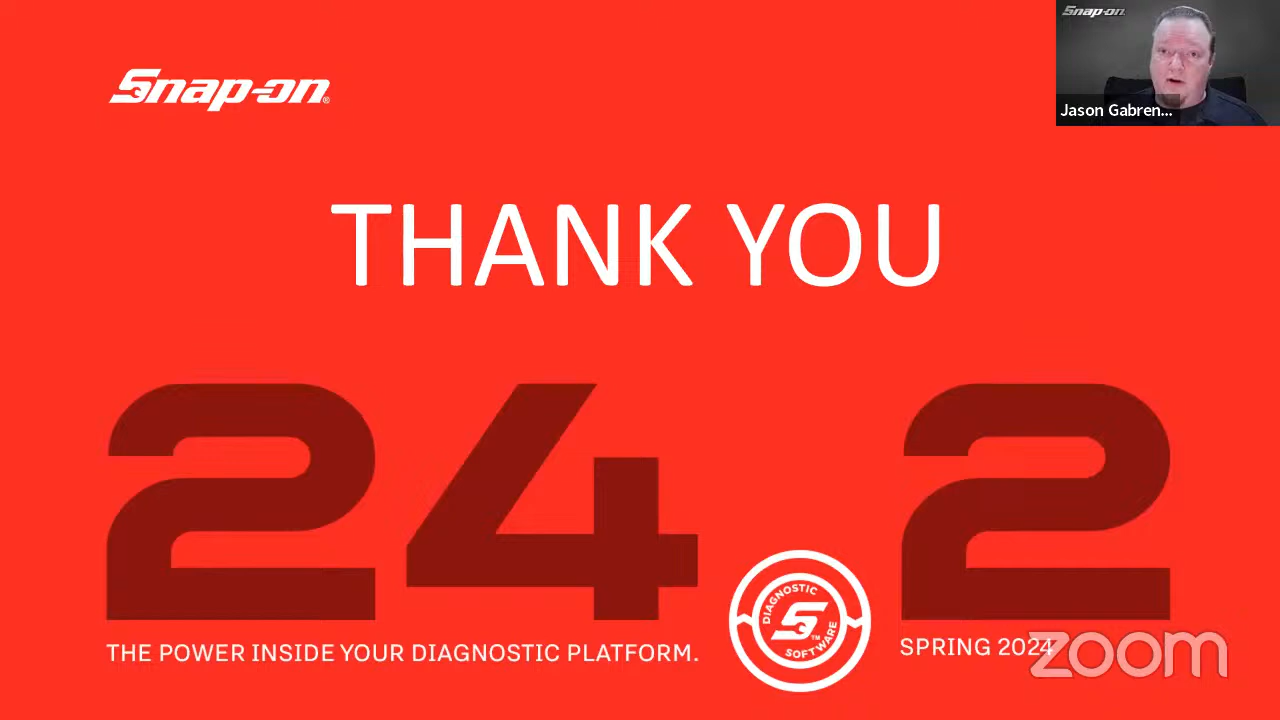 Snap-on®
Snap-on
Jason Gabren...
THANK YOU
24.2
DIAGNOSTIC
S™
SOFTWARE
THE POWER INSIDE YOUR DIAGNOSTIC PLATFORM.
SPRING 2024
zoom